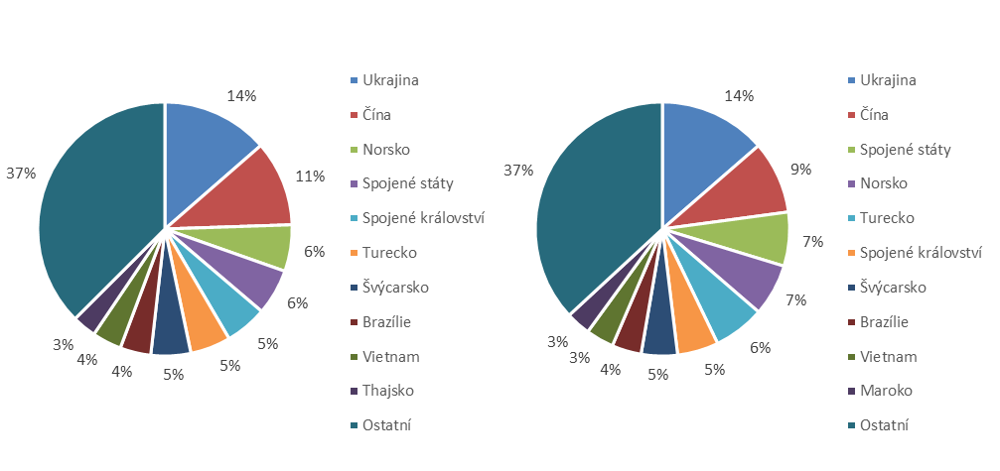 14%
11%
6%
6%
5%
5%
5%
4%
4%
3%
37%
Ukrajina
Čína
Norsko
Spojené státy
Spojené království
Turecko
Švýcarsko
Brazílie
Vietnam
Thajsko
Ostatní
14%
9%
7%
7%
6%
5%
5%
4%
3%
3%
37%
Ukrajina
Čína
Spojené státy
Norsko
Turecko
Spojené království
Švýcarsko
Brazílie
Vietnam
Maroko
Ostatní